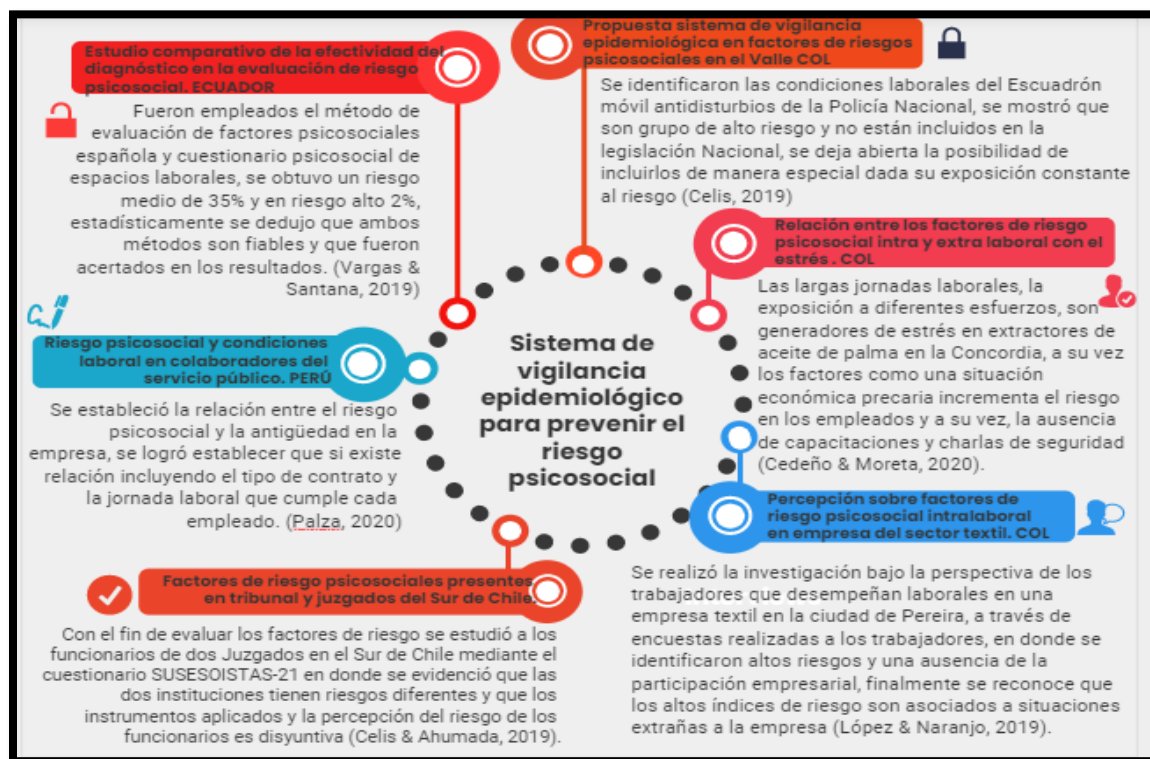 Estudio comparativo de la efectividad del
diagnóstico en la evaluación de riesgo
psicosocial. ECUADOR
Fueron empleados el método de
evaluación de factores psicosociales
española y cuestionario psicosocial de
espacios laborales, se obtuvo un riesgo
medio de 35% y en riesgo alto 2%,
estadísticamente se dedujo que ambos
métodos son fiables y que fueron
acertados en los resultados. (Vargas &
Santana, 2019)
Propuesta sistema de vigilancia
epidemiológica en factores de riesgos
psicosociales en el Valle COL
Se identificaron las condiciones laborales del Escuadrón
móvil antidisturbios de la Policía Nacional, se mostró que
son grupo de alto riesgo y no están incluidos en la
legislación Nacional, se deja abierta la posibilidad de
incluirlos de manera especial dada su exposición constante
al riesgo (Celis, 2019)
Relación entre los factores de riesgo
psicosocial intra y extra laboral con el
estrés . COL
Las largas jornadas laborales, la
exposición a diferentes esfuerzos, son
generadores de estrés en extractores de
aceite de palma en la Concordia, a su vez
los factores como una situación
económica precaria incrementa el riesgo
en los empleados y a su vez, la ausencia
de capacitaciones y charlas de seguridad
(Cedeño & Moreta, 2020).
Riesgo psicosocial y condiciones
laboral en colaboradores del
servicio público. PERÚ
Se estableció la relación entre el riesgo
psicosocial y la antigüedad en la
empresa, se logró establecer que si existe
relación incluyendo el tipo de contrato y
la jornada laboral que cumple cada
empleado. (Palza, 2020)
Sistema de
vigilancia
epidemiológico
para prevenir el
riesgo
psicosocial
Percepción sobre factores de
riesgo psicosocial intralaboral
en empresa del sector textil. COL
Se realizó la investigación bajo la perspectiva de los
trabajadores que desempeñan laborales en una
empresa textil en la ciudad de Pereira, a través de
encuestas realizadas a los trabajadores, en donde se
identificaron altos riesgos y una ausencia de la
participación empresarial, finalmente se reconoce que
los altos índices de riesgo son asociados a situaciones
extrañas a la empresa (López & Naranjo, 2019).
Factores de riesgo psicosociales presentes
en tribunal y juzgados del Sur de Chile.
Con el fin de evaluar los factores de riesgo se estudió a los
funcionarios de dos Juzgados en el Sur de Chile mediante el
cuestionario SUSESOISTAS-21 en donde se evidenció que las
dos instituciones tienen riesgos diferentes y que los
instrumentos aplicados y la percepción del riesgo de los
funcionarios es disyuntiva (Celis & Ahumada, 2019).